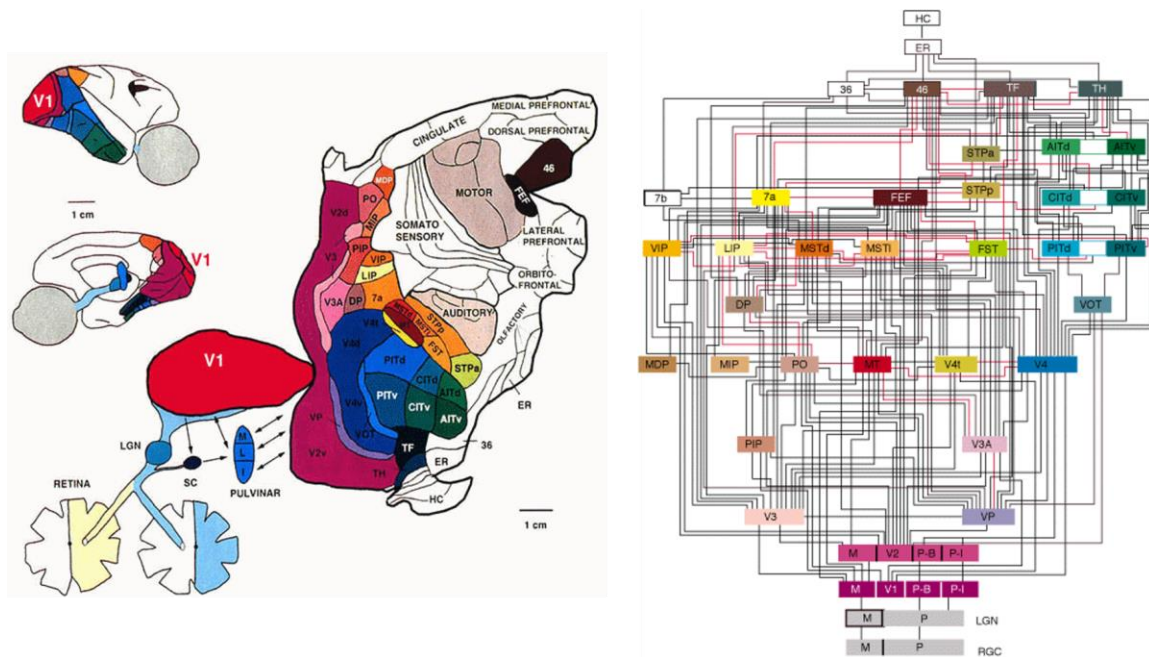 V1
1 cm
V1
V1
LGN
SC
M
L
I
PULVINAR
RETINA
MEDIAL PREFRONTAL
DORSAL PREFRONTAL
CINGULATE
46
FEF
MOTOR
MDP
PO
MIP
V2d
SOMATO
SENSORY
LATERAL
PREFRONTAL
V3
PIP
VIP
LIP
ORBITO-
FRONTAL
V3A
DP
7a
AUDITORY
OLFACTORY
MSTd
MSTl
STPp
FST
STPa
V4t
V4d
PITd
CITd
AITd
PITv
CITv
AITv
V4v
VOT
VP
V2v
TF
TH
ER
36
ER
HC
1 cm
HC
ER
36
46
TF
TH
STPa
AITd
AITv
7b
7a
FEF
STPp
CITd
CITv
VIP
LIP
MSTd
MSTl
FST
PITd
PITv
DP
VOT
MDP
MIP
PO
MT
V4t
V4
PIP
V3A
V3
VP
M V2 P-B P-I
M V1 P-B P-I
M P LGN
M P RGC